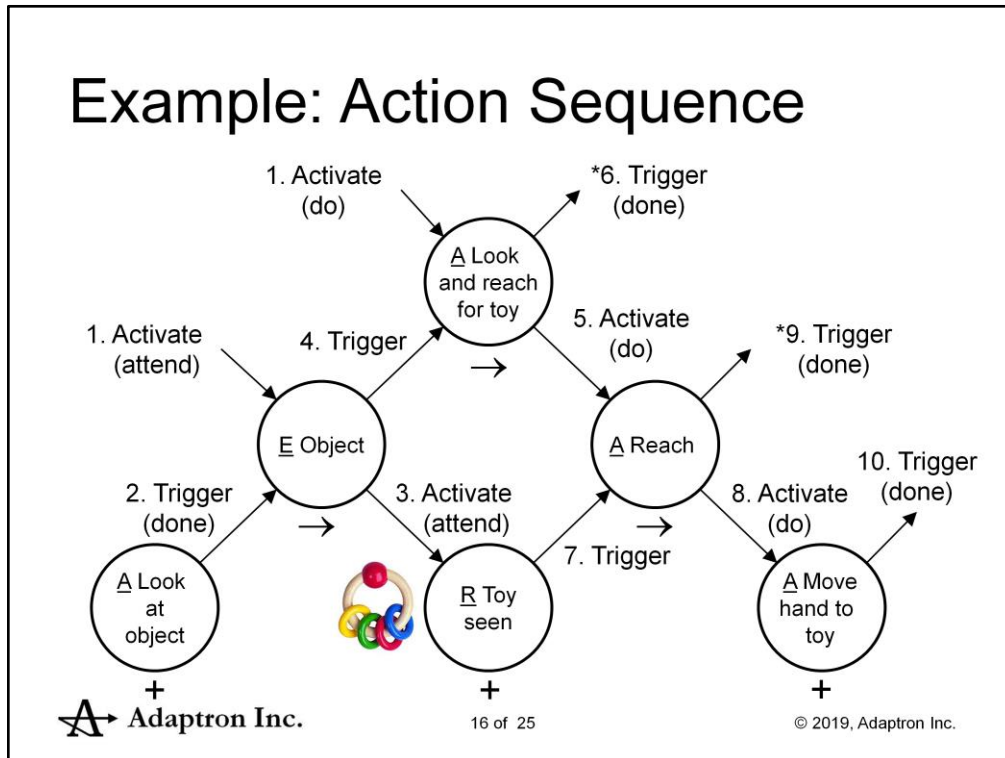 Example: Action Sequence
1. Activate
(do)
*6. Trigger
(done)
A Look
and reach
for toy
1. Activate
(attend)
4. Trigger
→
5. Activate
(do)
*9. Trigger
(done)
E Object
A Reach
2. Trigger
(done)
→
3. Activate
(attend)
7. Trigger
→
8. Activate
(do)
10. Trigger
(done)
A Look
at
object
R Toy
seen
A Move
hand to
toy
+
+
+
Adaptron Inc.
16 of 25
© 2019, Adaptron Inc.